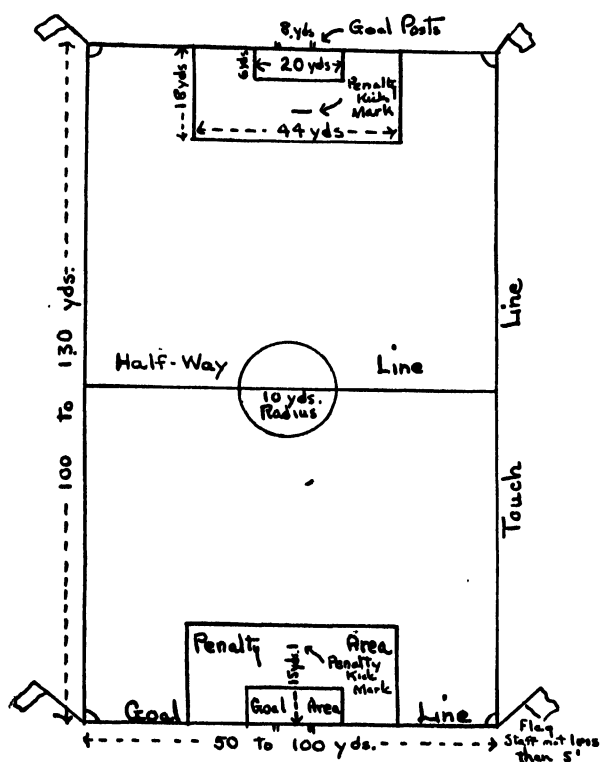 8 yds
Goal Posts
18 yds
6 yds
20 yds
Penalty
Kick
Mark
44 yds
100 to 130 yds.
Line
Half-Way Line
10 yds.
Radius
Touch
Penalty Area
Penalty
Kick
Mark
Goal Area
Goal Line
50 To 100 yds.
Flag
Staff not less
than 5'